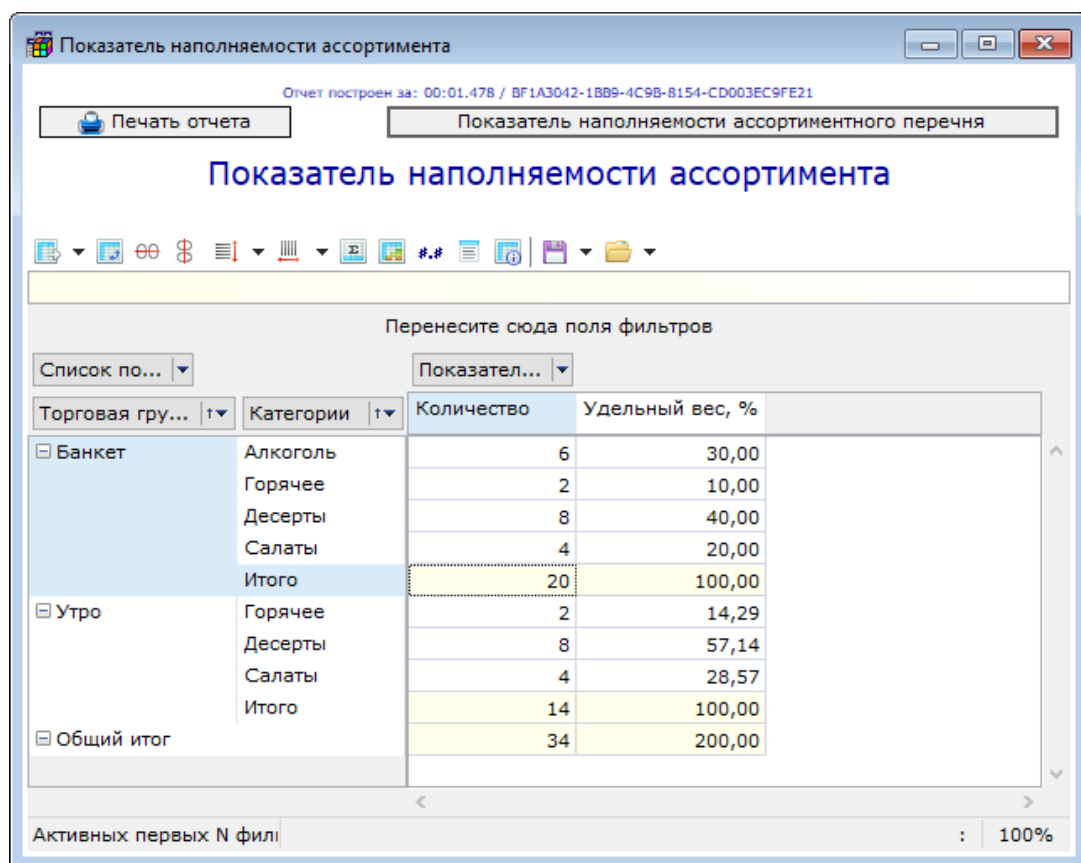 Показатель наполняемости ассортимента
Отчет построен за: 00:01.478 / BF1A3042-1BB9-4C9B-8154-CD003EC9FE21
Печать отчета Показатель наполняемости ассортиментного перечня
Показатель наполняемости ассортимента
#.#
Перенесите сюда поля фильтров
Список по... Показател...
Торговая гру... Категории Количество Удельный вес, %
Банкет Алкоголь 6 30,00
Горячее 2 10,00
Десерты 8 40,00
Салаты 4 20,00
Итого 20 100,00
Утро Горячее 2 14,29
Десерты 8 57,14
Салаты 4 28,57
Итого 14 100,00
Общий итог 34 200,00
Активных первых N фил : 100%